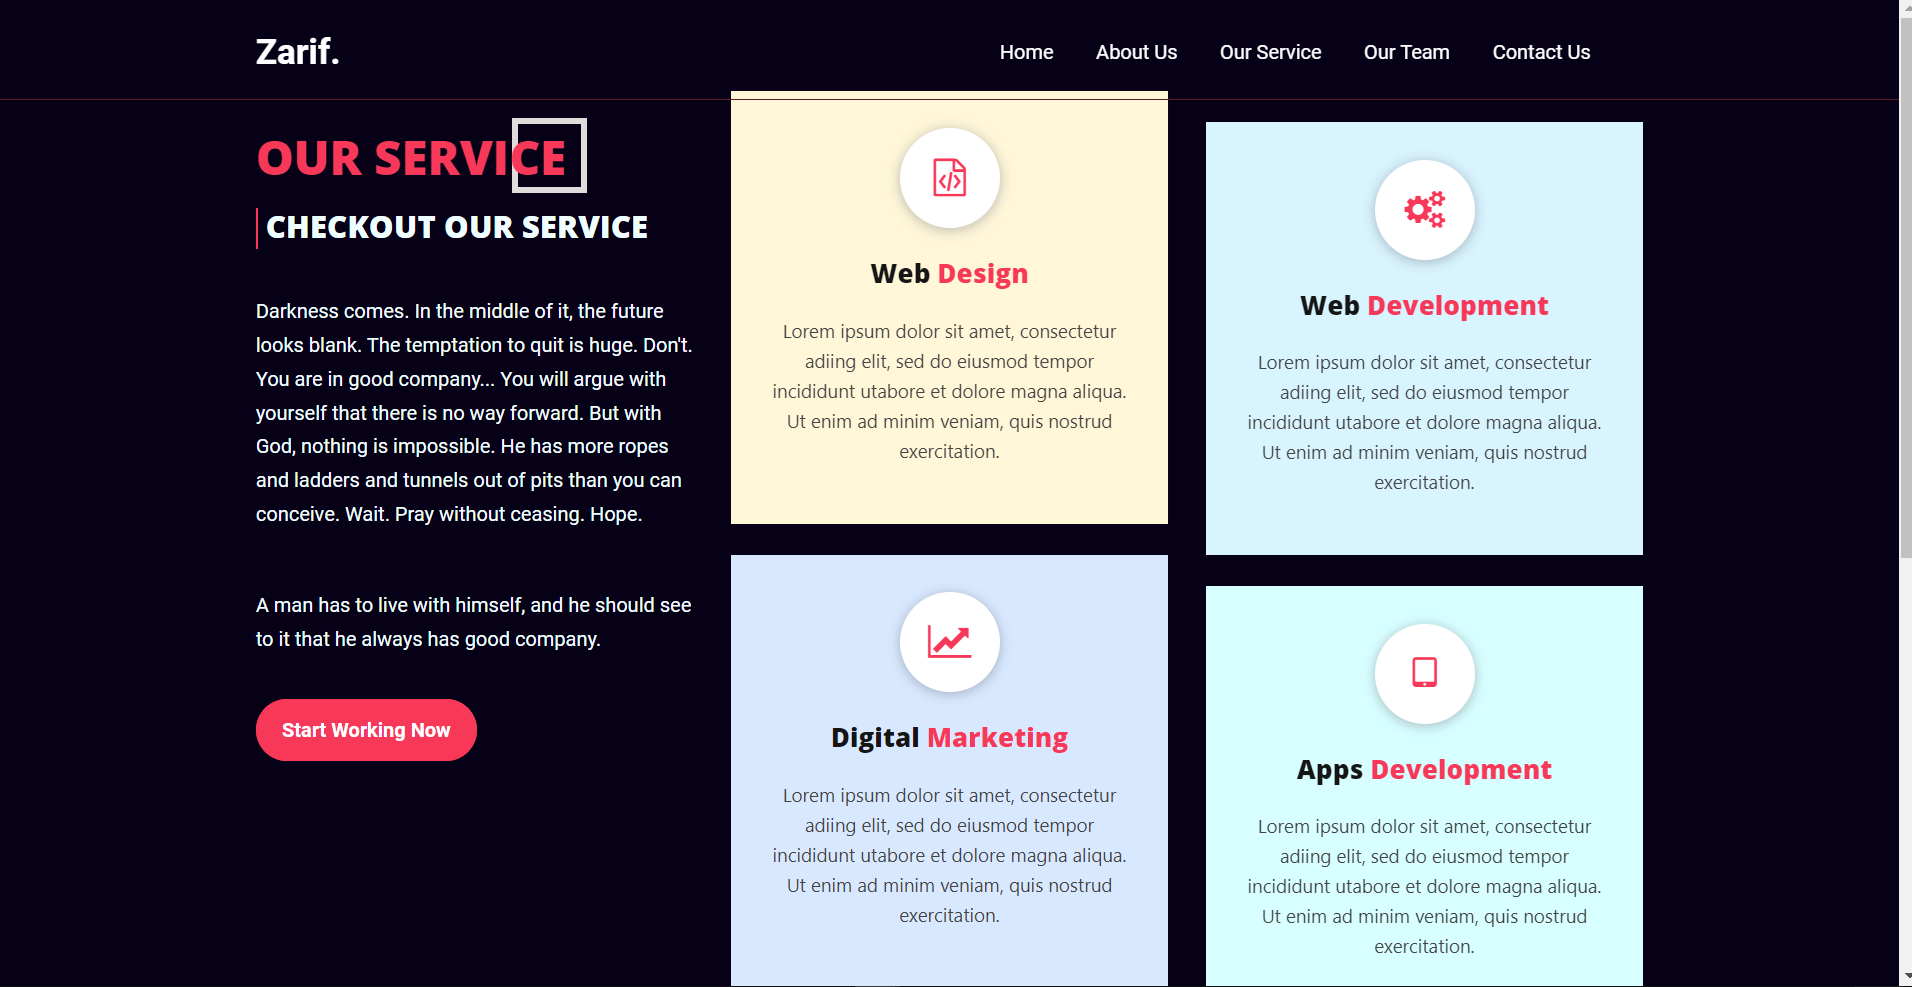 Zarif.
Home
About Us
Our Service
Our Team
Contact Us
OUR SERVICE
CHECKOUT OUR SERVICE
Darkness comes. In the middle of it, the future
looks blank. The temptation to quit is huge. Don't.
You are in good company... You will argue with
yourself that there is no way forward. But with
God, nothing is impossible. He has more ropes
and ladders and tunnels out of pits than you can
conceive. Wait. Pray without ceasing. Hope.
A man has to live with himself, and he should see
to it that he always has good company.
Start Working Now
Web Design
Lorem ipsum dolor sit amet, consectetur
adiing elit, sed do eiusmod tempor
incididunt utabore et dolore magna aliqua.
Ut enim ad minim veniam, quis nostrud
exercitation.
Web Development
Lorem ipsum dolor sit amet, consectetur
adiing elit, sed do eiusmod tempor
incididunt utabore et dolore magna aliqua.
Ut enim ad minim veniam, quis nostrud
exercitation.
Digital Marketing
Lorem ipsum dolor sit amet, consectetur
adiing elit, sed do eiusmod tempor
incididunt utabore et dolore magna aliqua.
Ut enim ad minim veniam, quis nostrud
exercitation.
Apps Development
Lorem ipsum dolor sit amet, consectetur
adiing elit, sed do eiusmod tempor
incididunt utabore et dolore magna aliqua.
Ut enim ad minim veniam, quis nostrud
exercitation.